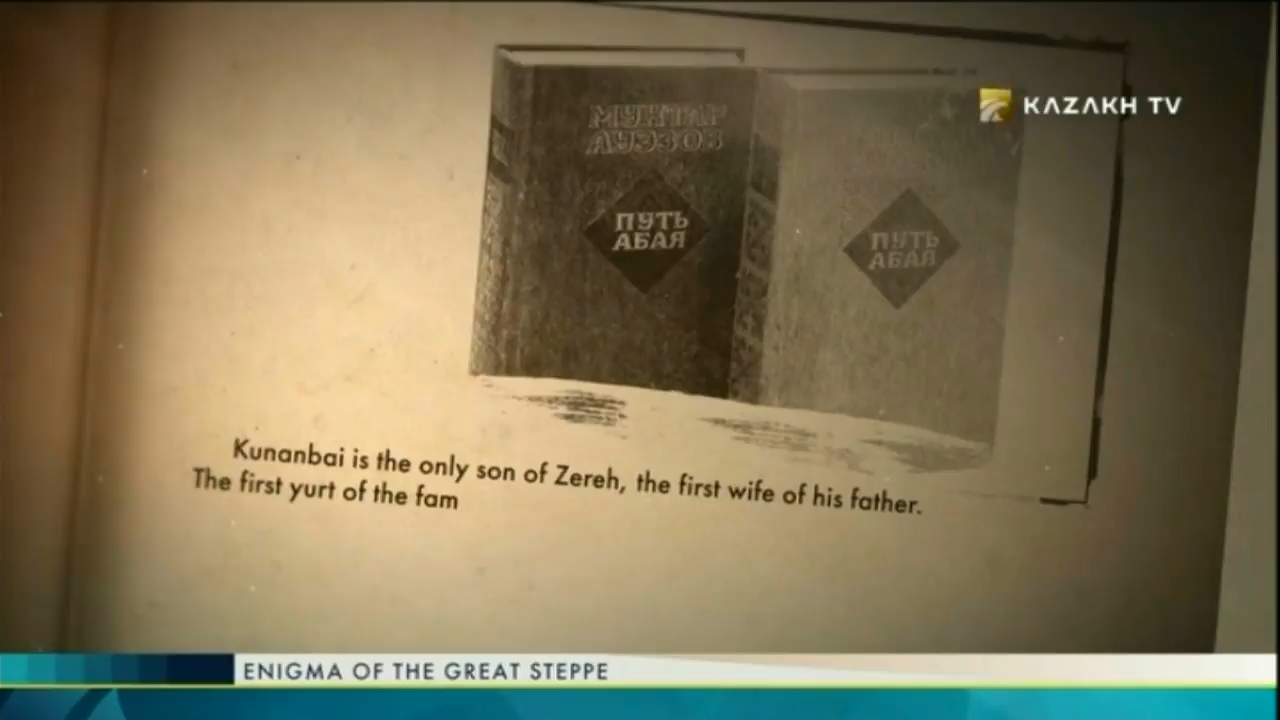 KAZAKH TV
МУХТАР
АУЭЗОВ
ПУТЬ
АБАЯ
ПУТЬ
АБАЯ
Kunanbai is the only son of Zereh, the first wife of his father.
The first yurt of the fam
ENIGMA OF THE GREAT STEPPE